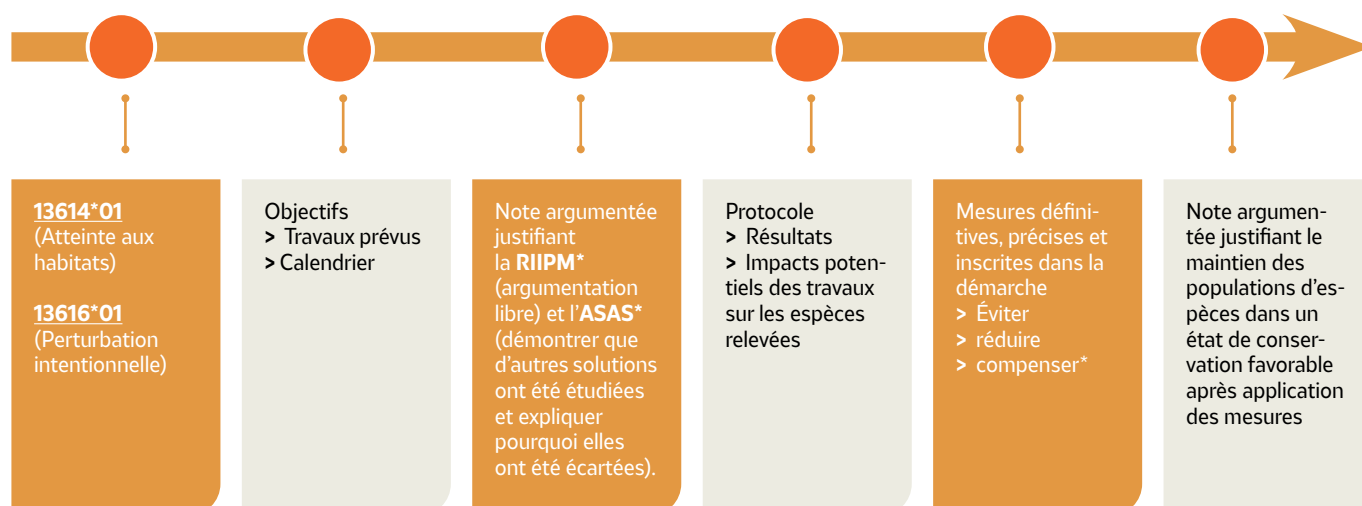 13614*01
(Atteinte aux
habitats)
13616*01
(Perturbation
intentionnelle)
Objectifs
> Travaux prévus
> Calendrier
Note argumentée
justifiant
la RIIPM*
(argumentation
libre) et l'ASAS*
(démontrer que
d'autres solutions
ont été étudiées
et expliquer
pourquoi elles
ont été écartées).
Protocole
> Résultats
> Impacts poten-
tiels des travaux
sur les espèces
relevées
Mesures défini-
tives, précises et
inscrites dans la
démarche
> Éviter
> réduire
> compenser*
Note argumen-
tée justifiant le
maintien des
populations d'es-
pèces dans un
état de conser-
vation favorable
après application
des mesures